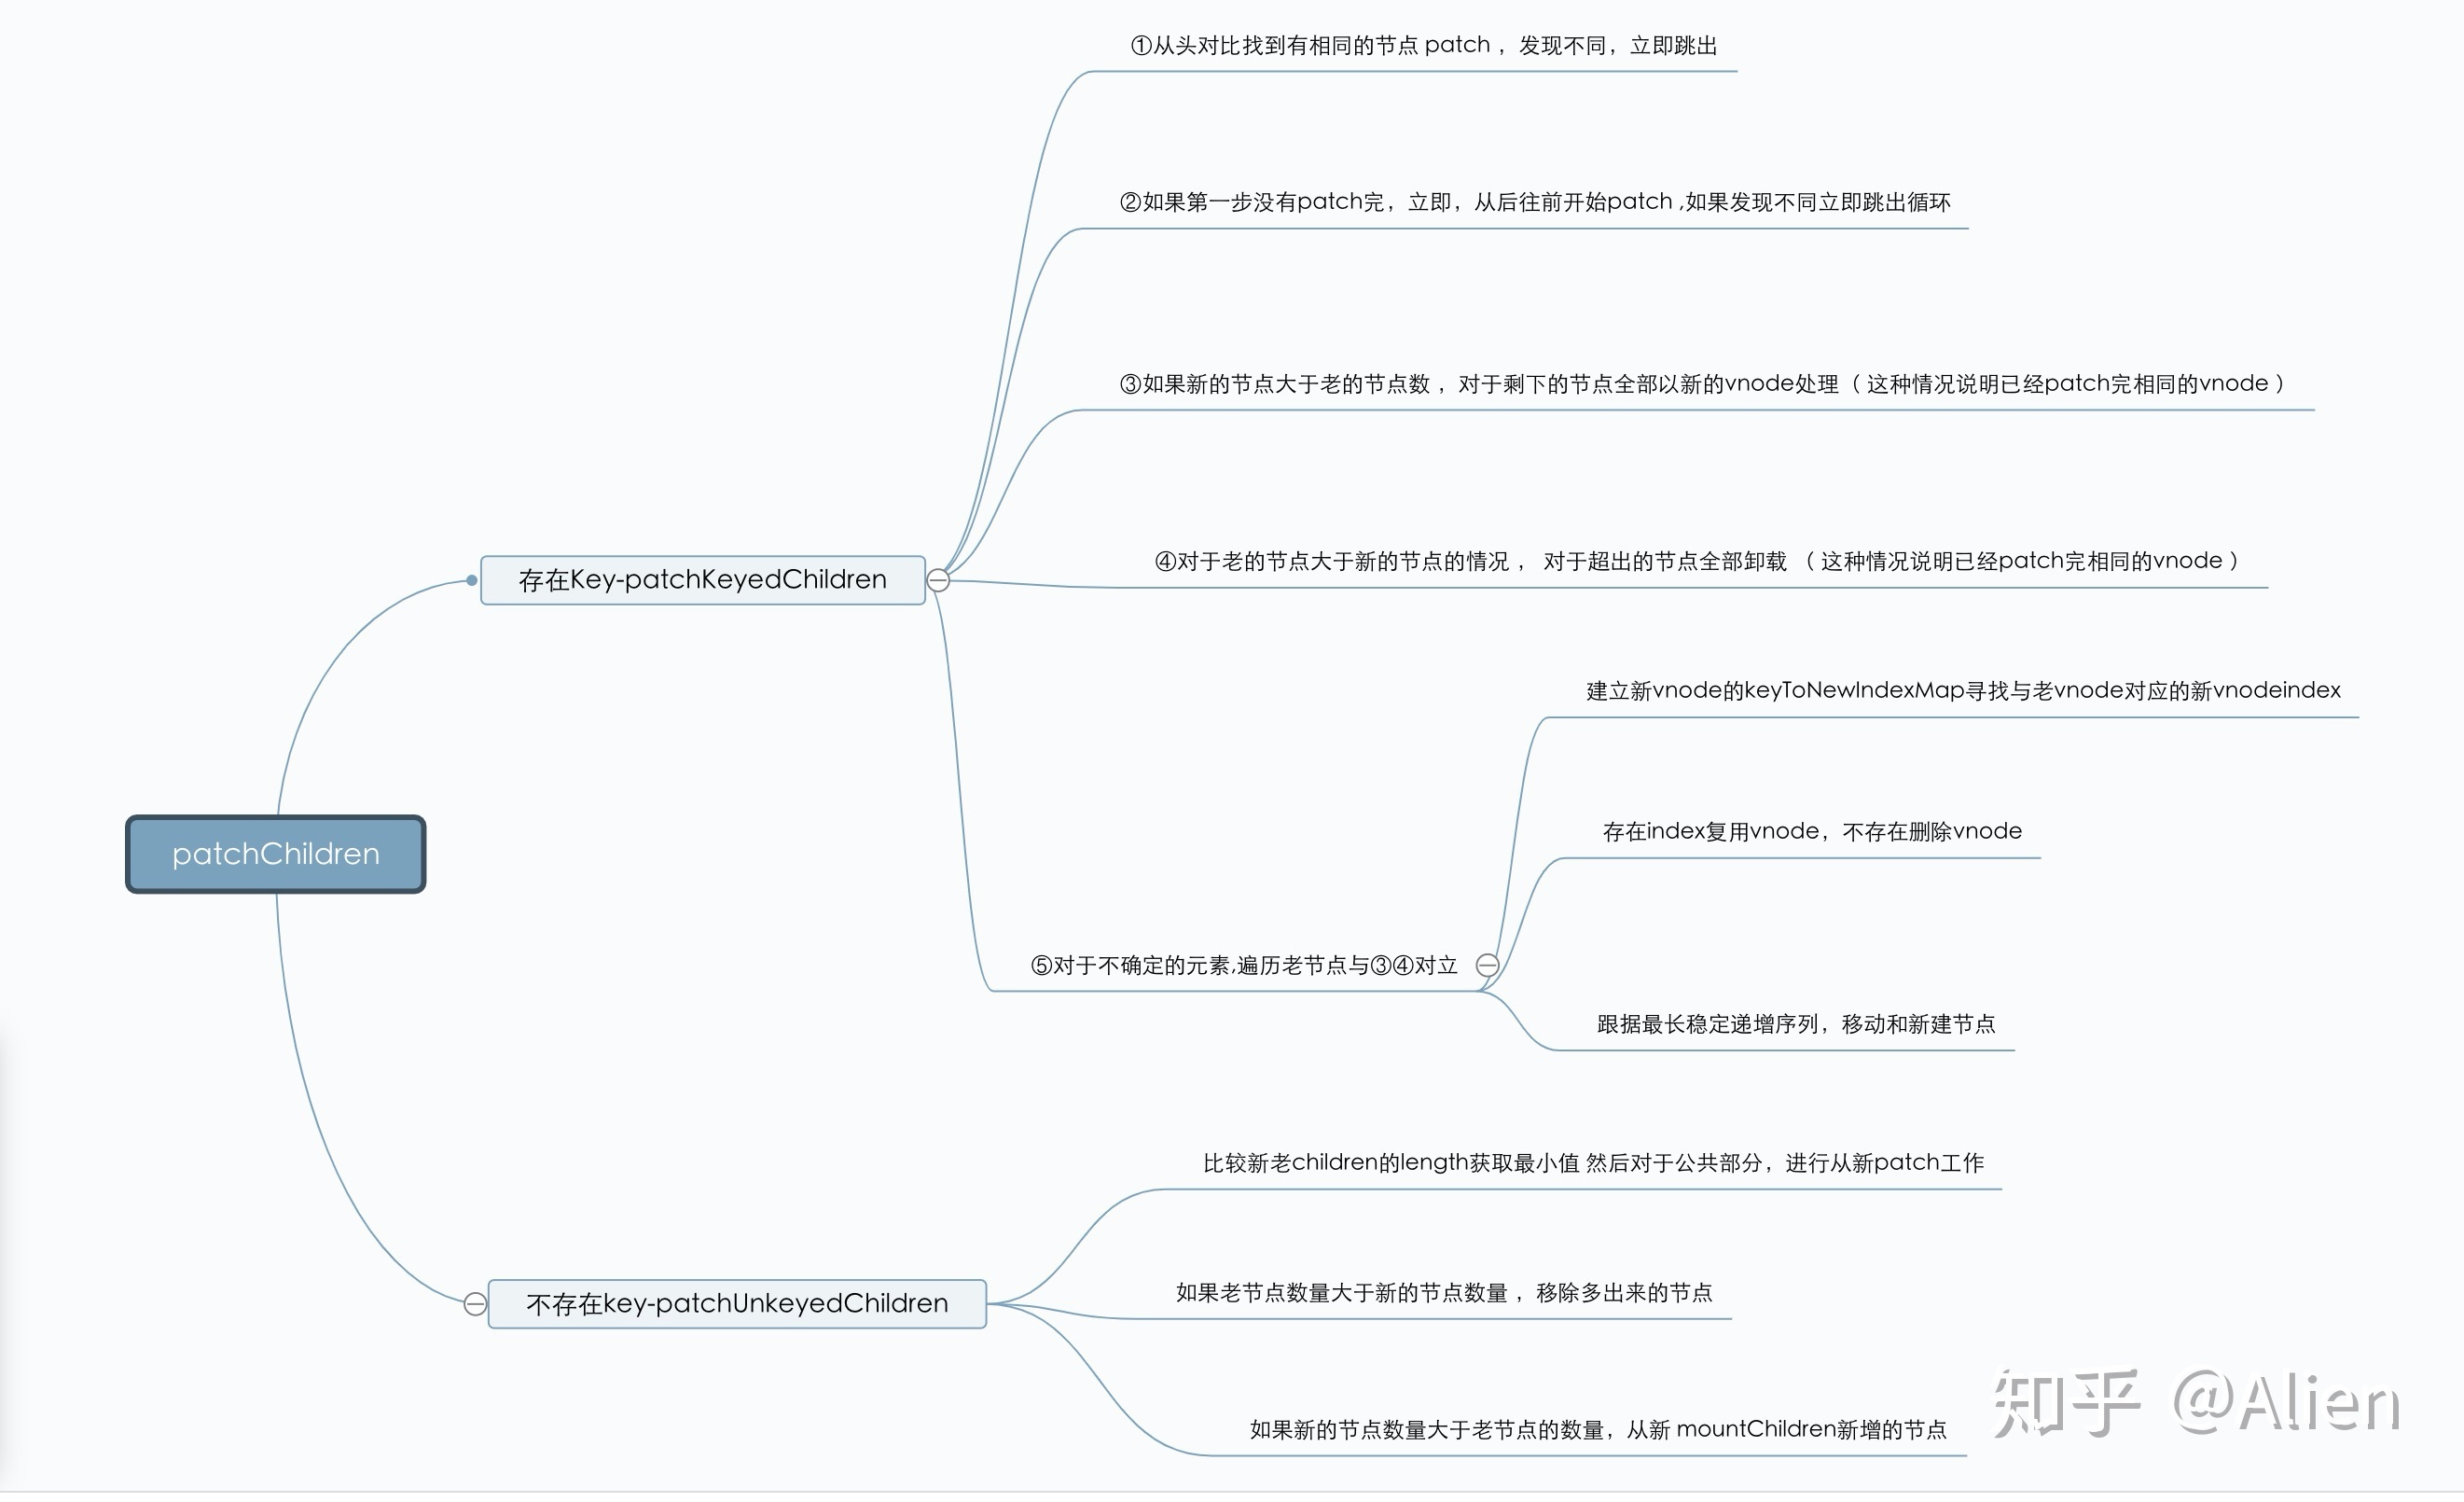 ①从头对比找到有相同的节点 patch ，发现不同，立即跳出
②如果第一步没有patch完，立即，从后往前开始patch ,如果发现不同立即跳出循环
③如果新的节点大于老的节点数 ，对于剩下的节点全部以新的vnode处理（ 这种情况说明已经patch完相同的vnode ）
存在Key-patchKeyedChildren
④对于老的节点大于新的节点的情况 ， 对于超出的节点全部卸载 （ 这种情况说明已经patch完相同的vnode ）
建立新vnode的keyToNewIndexMap寻找与老vnode对应的新vnodeindex
存在index复用vnode，不存在删除vnode
patchChildren
⑤对于不确定的元素,遍历老节点与③④对立
跟据最长稳定递增序列，移动和新建节点
比较新老children的length获取最小值 然后对于公共部分，进行从新patch工作
不存在key-patchUnkeyedChildren
如果老节点数量大于新的节点数量 ，移除多出来的节点
如果新的节点数量大于老节点的数量，从新 mountChildren新增的节点
知乎 @Alien